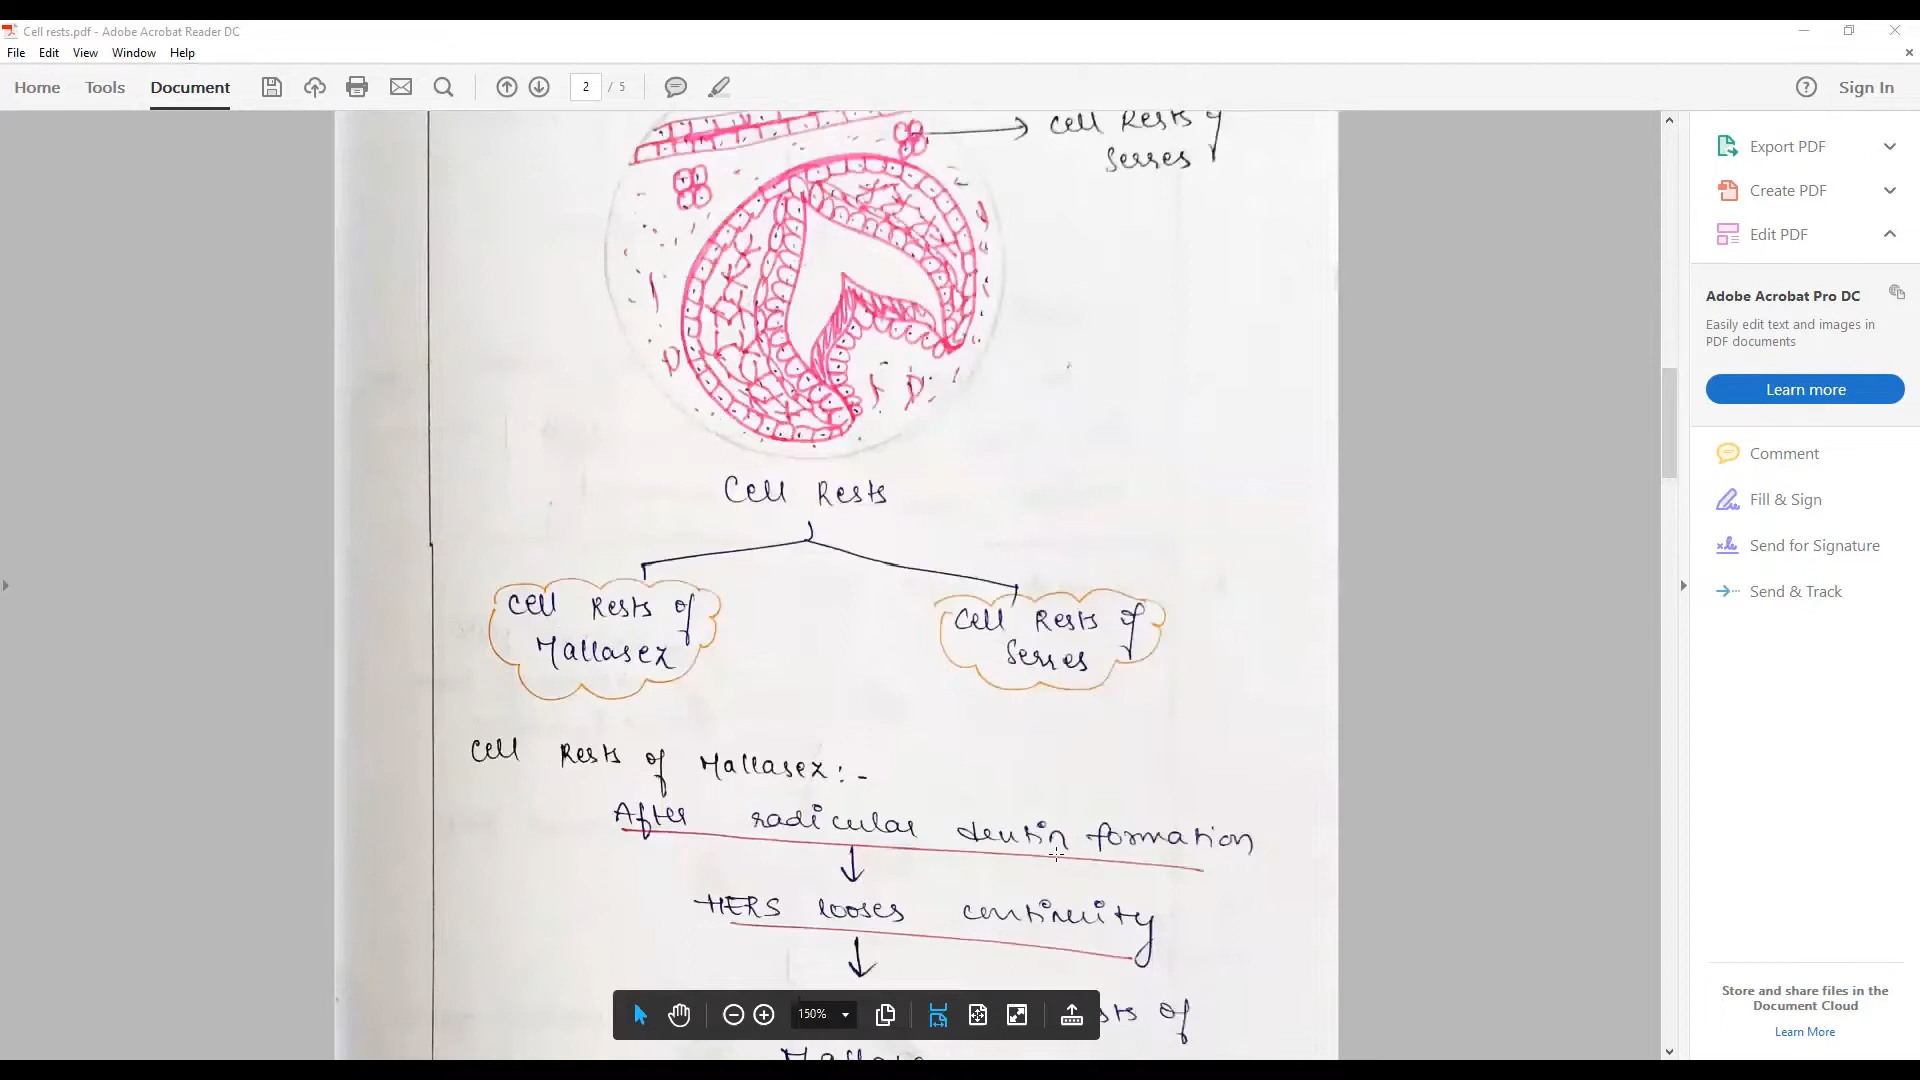 Cell rests.pdf - Adobe Acrobat Reader DC
File Edit View Window Help
Home Tools Document 2 / 5 Sign In
Cell Rests of
Serres
Cell Rests
Cell Rests of
Mallasez
Cell Rests of
Serres
Cell Rests of Mallasez:-
After radicular dentin formation
HERS looses continuity
of
150%
Export PDF
Create PDF
Edit PDF
Adobe Acrobat Pro DC
Easily edit text and images in
PDF documents
Learn more
Comment
Fill & Sign
Send for Signature
Send & Track
Store and share files in the
Document Cloud
Learn More